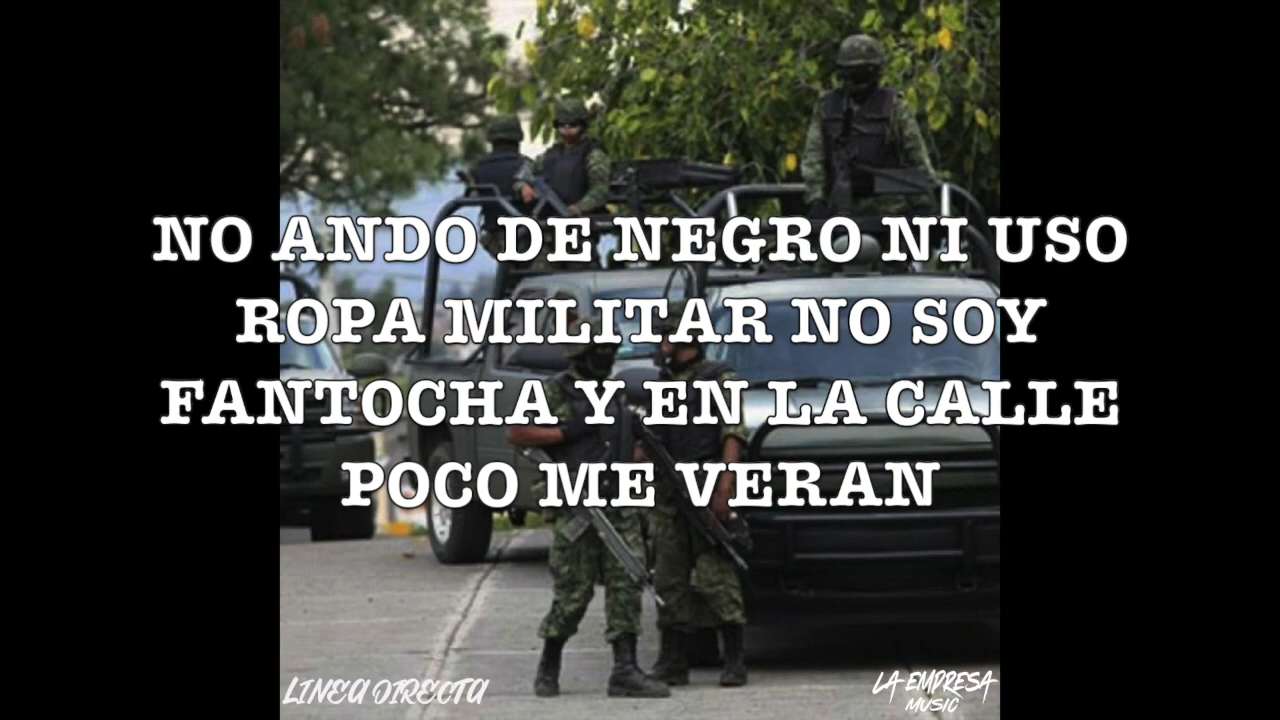 NO ANDO DE NEGRO NI USO
ROPA MILITAR NO SOY
FANTOCHA Y EN LA CALLE
POCO ME VERAN
LINEA DIRECTA
LA EMPRESA
MUSIC